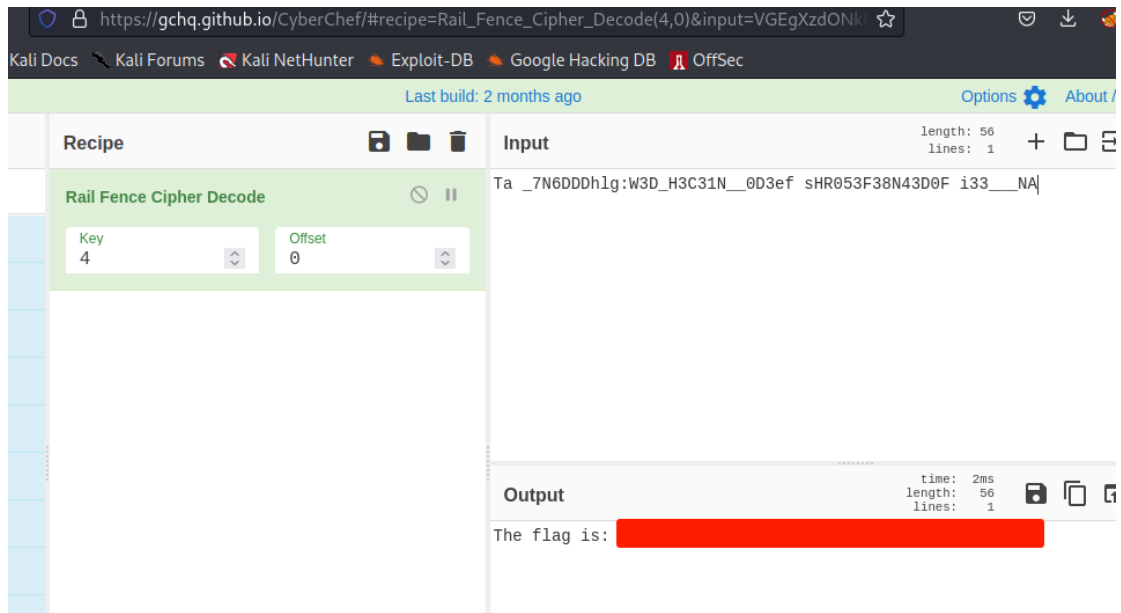 https://gchq.github.io/CyberChef/#recipe=Rail_Fence_Cipher_Decode(4,0)&input=VGEgXzdONk
Kali Docs Kali Forums Kali NetHunter Exploit-DB Google Hacking DB OffSec
Last build: 2 months ago Options About /
Recipe
Rail Fence Cipher Decode
Key
4
Offset
0
Input
length: 56
lines: 1
Ta _7N6DDDhlg:W3D_H3C31N__0D3ef sHR053F38N43D0F i33___NA
Output
time: 2ms
length: 56
lines: 1
The flag is: